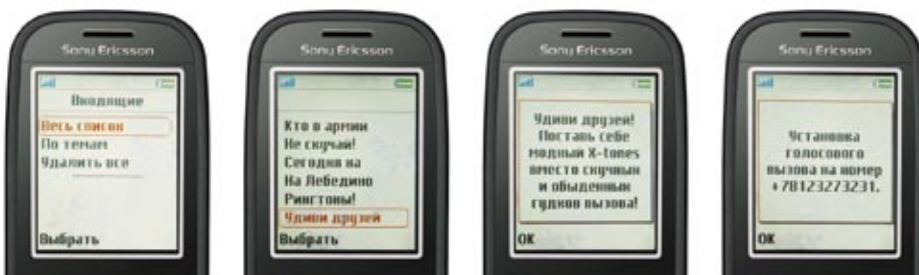 Sony Ericsson
Входящие
Весь список
По темам
Удалить все
Выбрать
Sony Ericsson
Кто в армии
Не скучай!
Сегодня на
На Лебедино
Рингтоны!
Удиви друзей
Выбрать
Sony Ericsson
Удиви друзей!
Поставь себе
модный X-tones
вместо скучных
и обыденных
гудков вызова!
OK
Sony Ericsson
Установка
голосового
вызова на номер
+78123273231.
OK